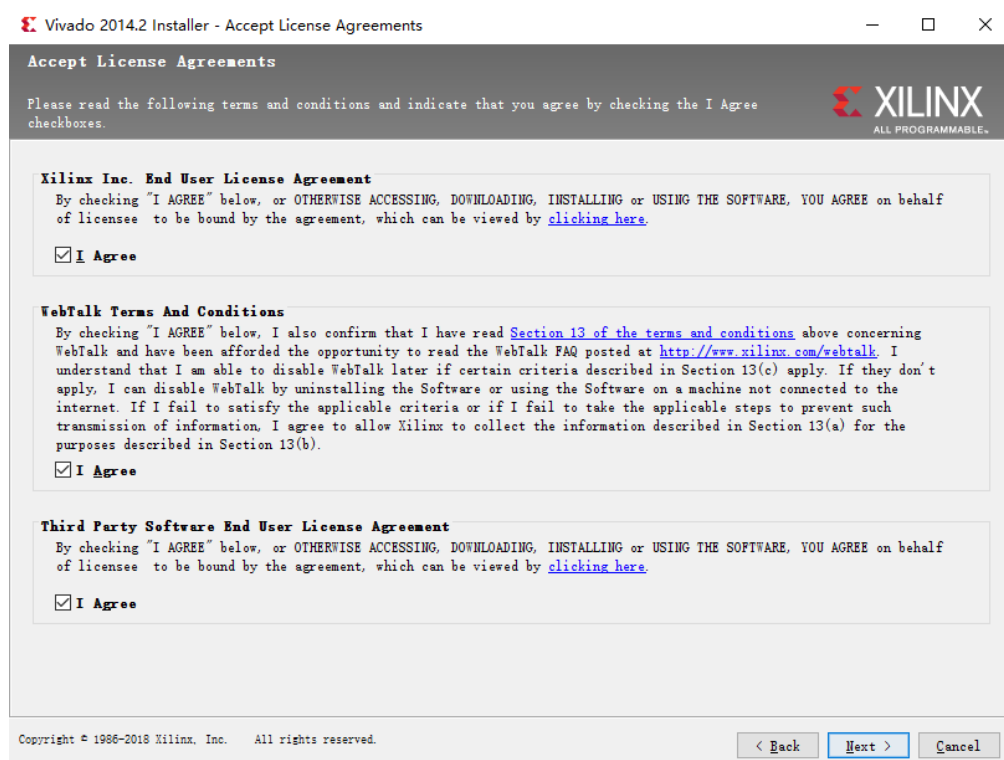 Vivado 2014.2 Installer - Accept License Agreements
Accept License Agreements
Please read the following terms and conditions and indicate that you agree by checking the I Agree
checkboxes.
XILINX
ALL PROGRAMMABLE™
Xilinx Inc. End User License Agreement
By checking "I AGREE" below, or OTHERWISE ACCESSING, DOWNLOADING, INSTALLING or USING THE SOFTWARE, YOU AGREE on behalf
of licensee  to be bound by the agreement, which can be viewed by clicking here.
I Agree
WebTalk Terms And Conditions
By checking "I AGREE" below, I also confirm that I have read Section 13 of the terms and conditions above concerning
WebTalk and have been afforded the opportunity to read the WebTalk FAQ posted at http://www.xilinx.com/webtalk. I
understand that I am able to disable WebTalk later if certain criteria described in Section 13(c) apply. If they don't
apply, I can disable WebTalk by uninstalling the Software or using the Software on a machine not connected to the
internet. If I fail to satisfy the applicable criteria or if I fail to take the applicable steps to prevent such
transmission of information, I agree to allow Xilinx to collect the information described in Section 13(a) for the
purposes described in Section 13(b).
I Agree
Third Party Software End User License Agreement
By checking "I AGREE" below, or OTHERWISE ACCESSING, DOWNLOADING, INSTALLING or USING THE SOFTWARE, YOU AGREE on behalf
of licensee  to be bound by the agreement, which can be viewed by clicking here.
I Agree
Copyright © 1986-2018 Xilinx, Inc.   All rights reserved.
< Back
Next >
Cancel